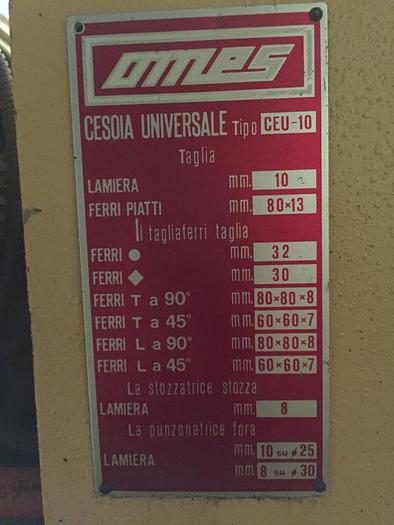 omes
CESOIA UNIVERSALE Tipo CEU-10
Taglia
LAMIERA mm. 10
FERRI PIATTI mm. 80×13
Il tagliaferri taglia
FERRI ● mm. 32
FERRI ◆ mm. 30
FERRI T a 90° mm. 80×80×8
FERRI T a 45° mm. 60×60×7
FERRI L a 90° mm. 80×80×8
FERRI L a 45° mm. 60×60×7
La stozzatrice stozza
LAMIERA mm. 8
La punzonatrice fora
LAMIERA mm. 10 su ø 25
mm. 8 su ø 30